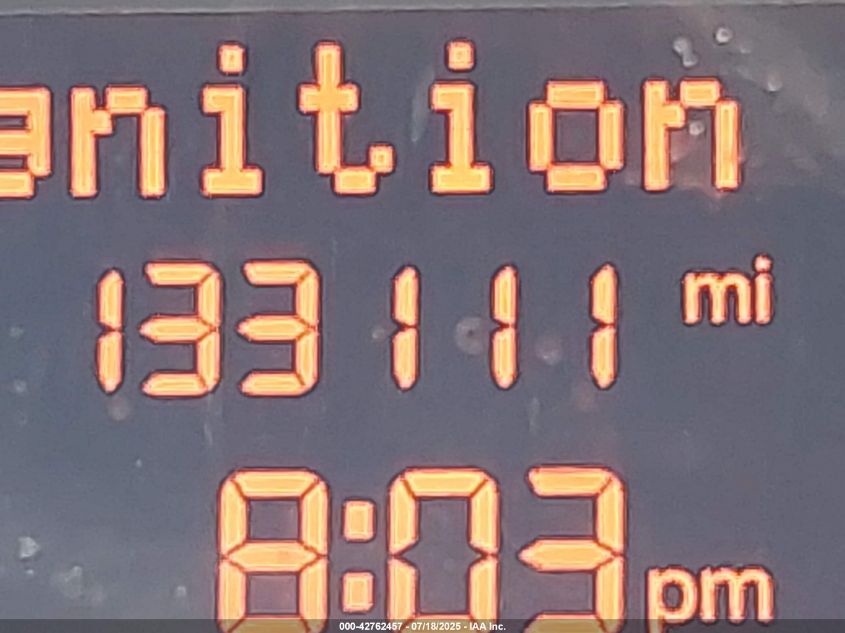 anition
133111 mi
8:03 pm
000-42762457 - 07/18/2025 - IAA Inc.